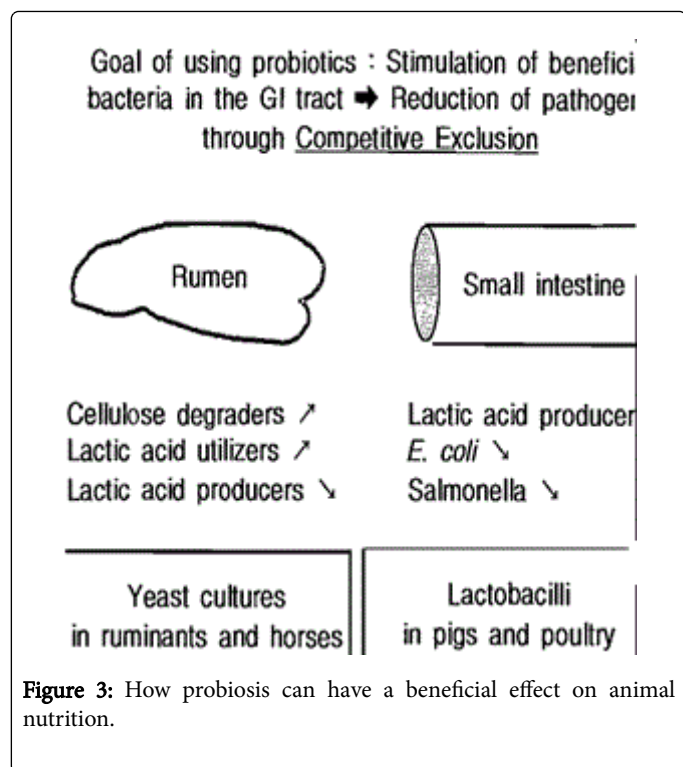 Goal of using probiotics : Stimulation of benefici
bacteria in the GI tract ➡ Reduction of pathoger
through Competitive Exclusion
Rumen
Small intestine
Cellulose degraders ↗
Lactic acid utilizers ↗
Lactic acid producers ↘
Lactic acid producer
E. coli ↘
Salmonella ↘
Yeast cultures
in ruminants and horses
Lactobacilli
in pigs and poultry
Figure 3: How probiosis can have a beneficial effect on animal
nutrition.